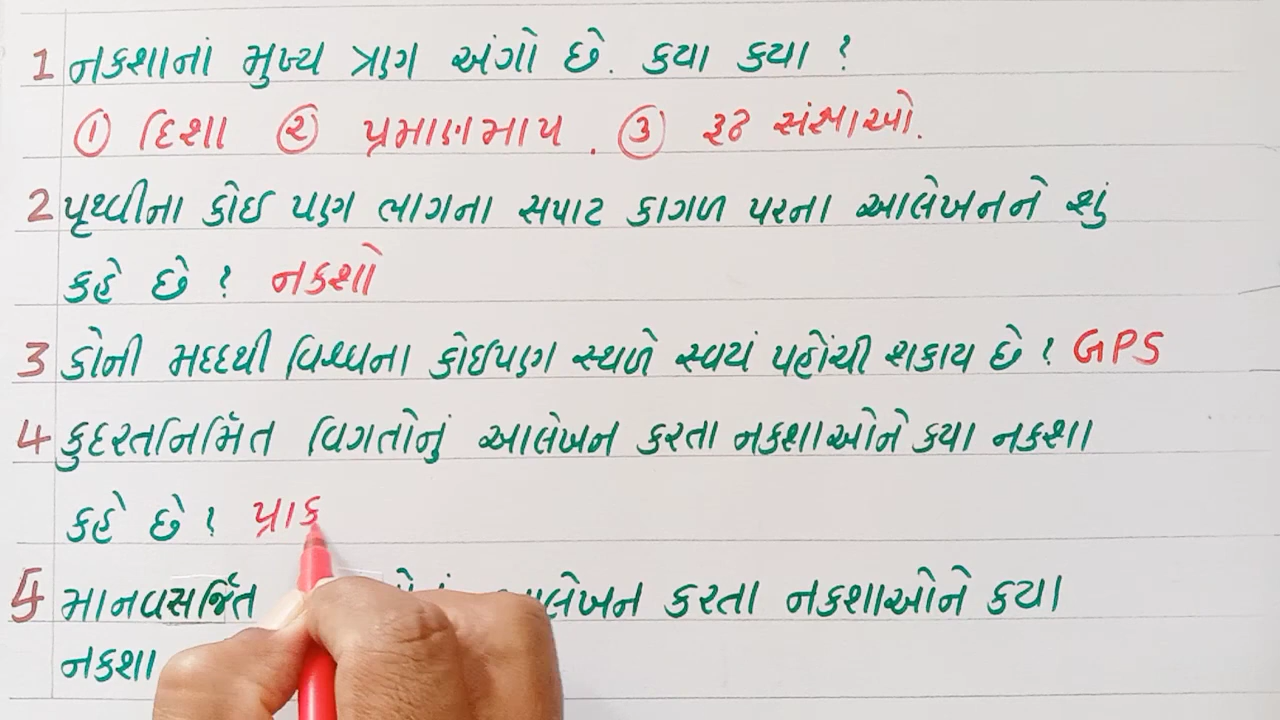 1 નકશાનાં મુખ્ય ત્રણ અંગો છે. કયા કયા ?
① દિશા ② પ્રમાણમાપ . ③ રૂઢ સંજ્ઞાઓ.
2 પૃથ્વીના કોઈ પણ ભાગના સપાટ કાગળ પરના આલેખનને શું
કહે છે ? નકશો
3 કોની મદદથી વિશ્વના કોઈપણ સ્થળે સ્વયં પહોંચી શકાય છે ? GPS
4 કુદરતનિર્મિત વિગતોનું આલેખન કરતા નકશાઓને કયા નકશા
કહે છે ? પ્રાક
5 માનવસર્જિત આલેખન કરતા નકશાઓને કયા
નકશા